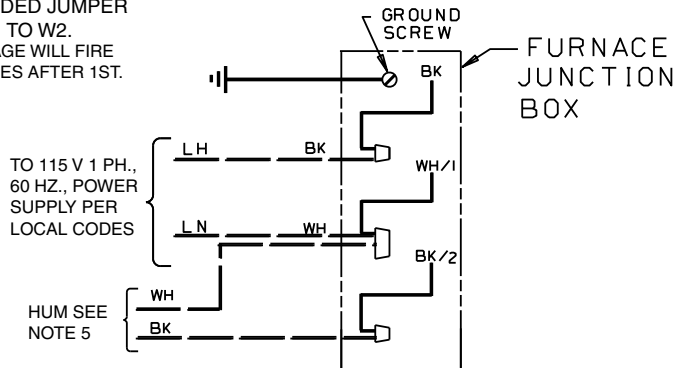 DED JUMPER
TO W2.
AGE WILL FIRE
ES AFTER 1ST.
GROUND
SCREW
FURNACE
JUNCTION
BOX
BK
TO 115 V 1 PH.,
60 HZ., POWER
SUPPLY PER
LOCAL CODES
LH
BK
WH/1
LN
WH
BK/2
HUM SEE
NOTE 5
WH
BK